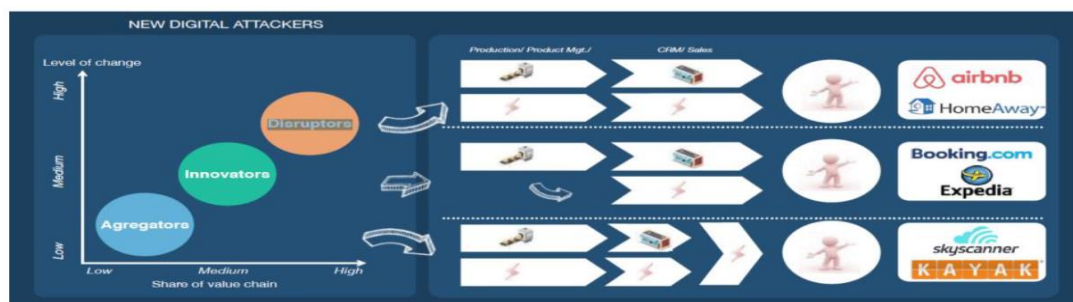 NEW DIGITAL ATTACKERS
Level of change
High
Medium
Low
Disruptors
Innovators
Agregators
Low
Medium
High
Share of value chain
Production/ Product Mgt./
CRM/ Sales
airbnb
HomeAway
Booking.com
Expedia
skyscanner
KAYAK